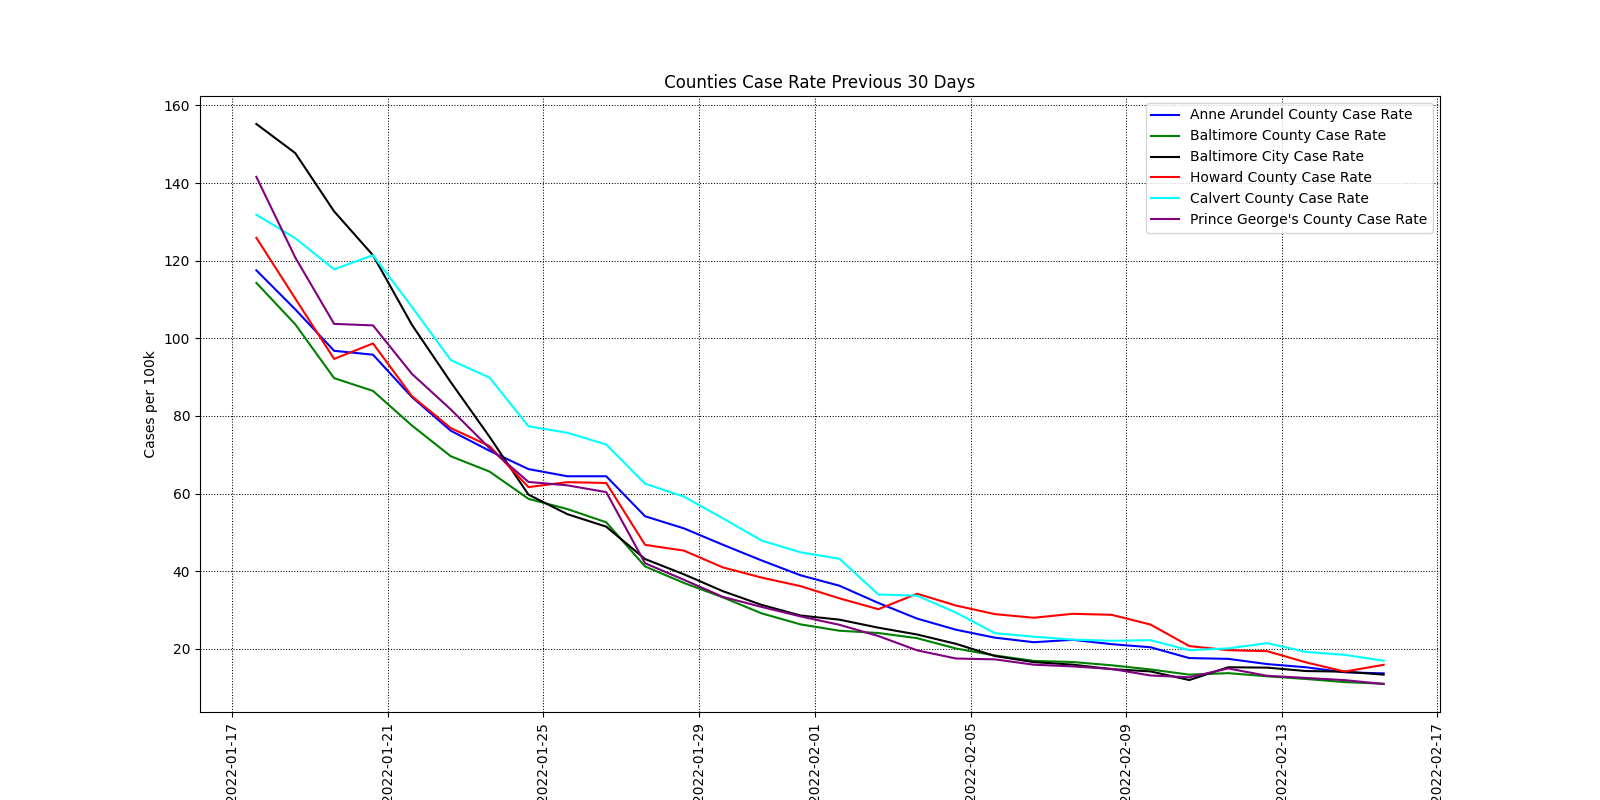 Counties Case Rate Previous 30 Days
160
140
120
100
80
60
40
20
Cases per 100k
Anne Arundel County Case Rate
Baltimore County Case Rate
Baltimore City Case Rate
Howard County Case Rate
Calvert County Case Rate
Prince George's County Case Rate
2022-01-17
2022-01-21
2022-01-25
2022-01-29
2022-02-01
2022-02-05
2022-02-09
2022-02-13
2022-02-17